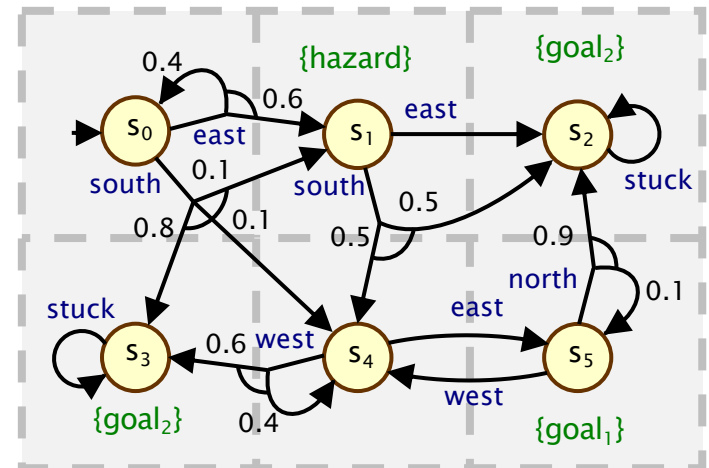 {goal₂}
{hazard}
0.4
0.6
east
s₀
s₁
s₂
east
0.1
south
south
stuck
0.5
0.8
0.1
0.5
0.9
north
0.1
stuck
east
west
0.6
s₃
s₄
s₅
west
0.4
{goal₂}
{goal₁}